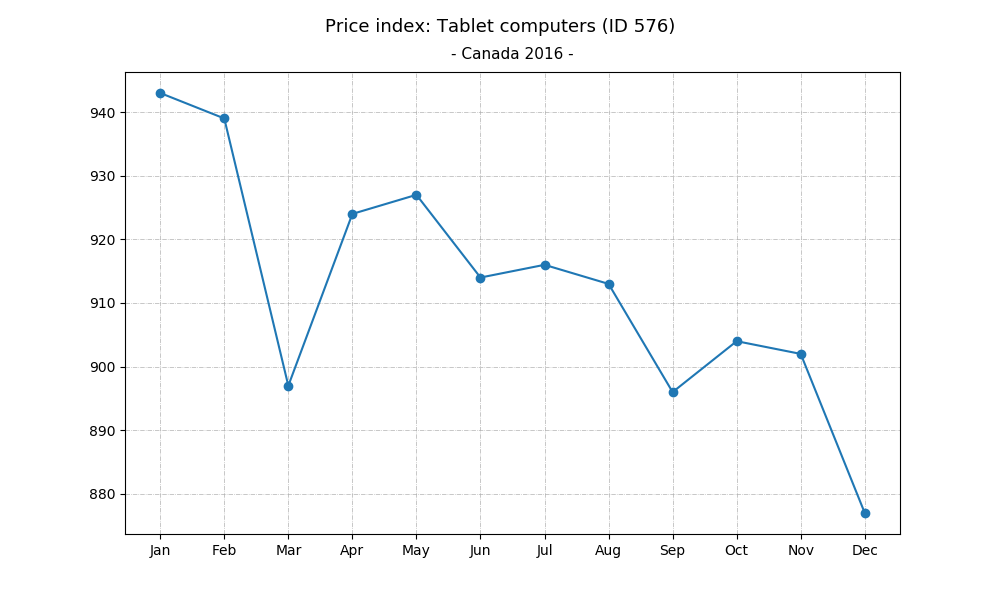 Price index: Tablet computers (ID 576)
- Canada 2016 -
940
930
920
910
900
890
880
Jan Feb Mar Apr May Jun Jul Aug Sep Oct Nov Dec